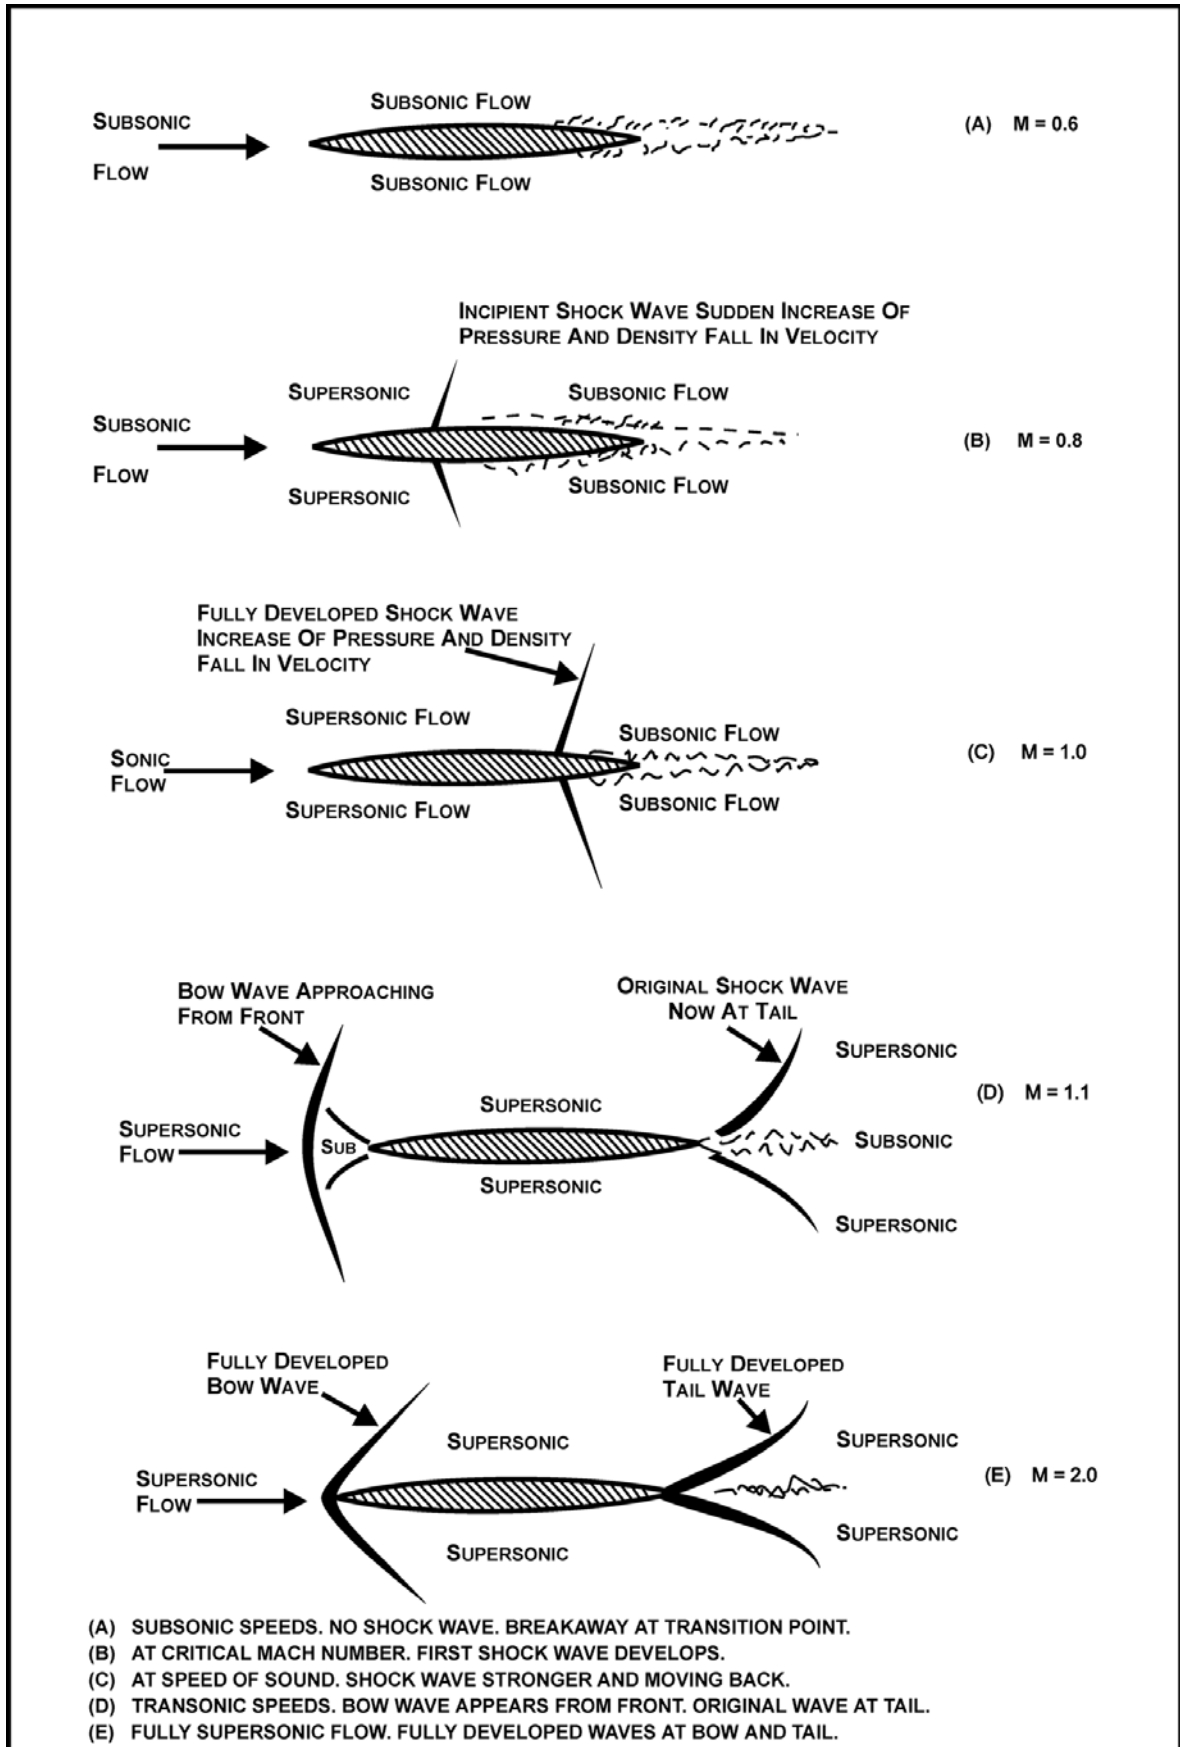 SUBSONIC FLOW
SUBSONIC
FLOW
SUBSONIC FLOW
(A) M = 0.6
INCIPIENT SHOCK WAVE SUDDEN INCREASE OF
PRESSURE AND DENSITY FALL IN VELOCITY
SUPERSONIC
SUBSONIC FLOW
SUBSONIC
FLOW
SUPERSONIC
SUBSONIC FLOW
(B) M = 0.8
FULLY DEVELOPED SHOCK WAVE
INCREASE OF PRESSURE AND DENSITY
FALL IN VELOCITY
SUPERSONIC FLOW
SUBSONIC FLOW
SONIC
FLOW
SUPERSONIC FLOW
SUBSONIC FLOW
(C) M = 1.0
BOW WAVE APPROACHING
FROM FRONT
ORIGINAL SHOCK WAVE
NOW AT TAIL
SUPERSONIC
SUPERSONIC
SUPERSONIC
FLOW
SUB
SUBSONIC
SUPERSONIC
SUPERSONIC
(D) M = 1.1
FULLY DEVELOPED
BOW WAVE
FULLY DEVELOPED
TAIL WAVE
SUPERSONIC
SUPERSONIC
SUPERSONIC
FLOW
SUPERSONIC
SUPERSONIC
(E) M = 2.0
(A) SUBSONIC SPEEDS. NO SHOCK WAVE. BREAKAWAY AT TRANSITION POINT.
(B) AT CRITICAL MACH NUMBER. FIRST SHOCK WAVE DEVELOPS.
(C) AT SPEED OF SOUND. SHOCK WAVE STRONGER AND MOVING BACK.
(D) TRANSONIC SPEEDS. BOW WAVE APPEARS FROM FRONT. ORIGINAL WAVE AT TAIL.
(E) FULLY SUPERSONIC FLOW. FULLY DEVELOPED WAVES AT BOW AND TAIL.